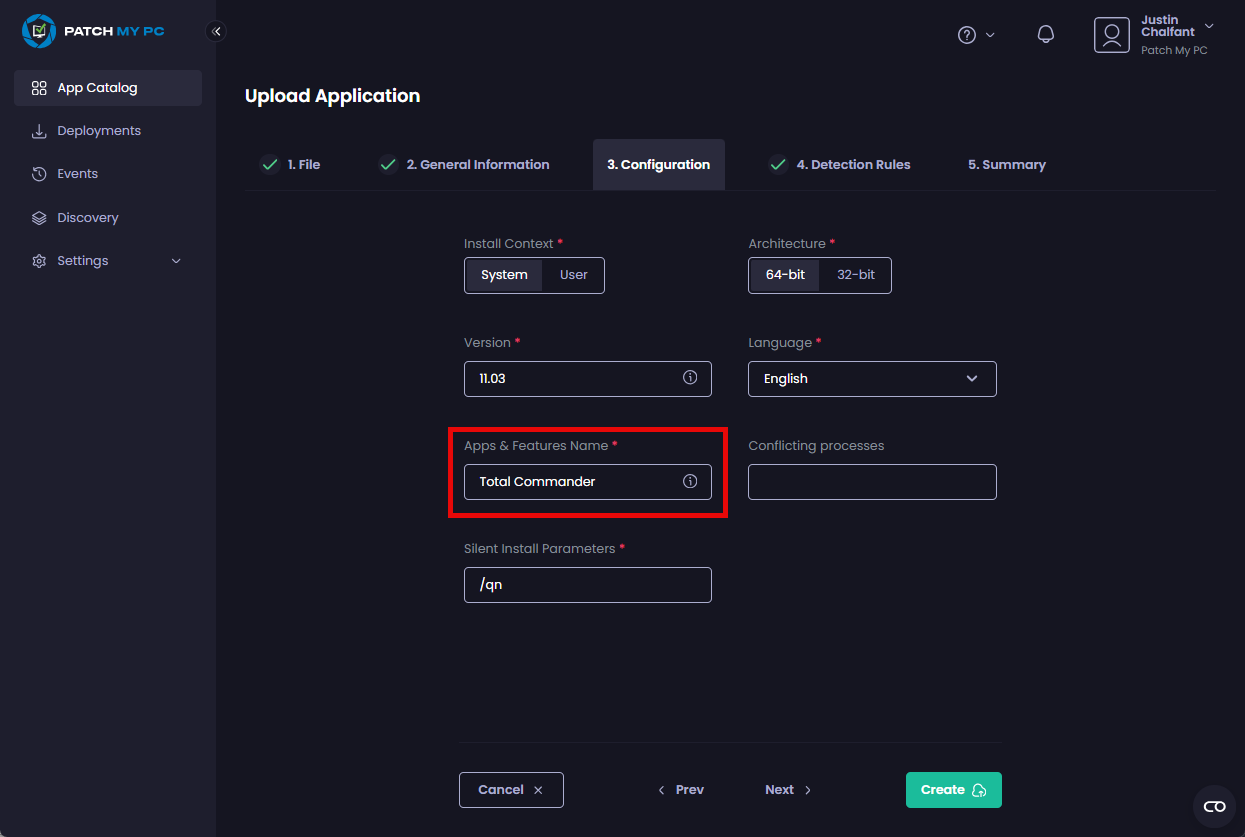 PATCH MY PC
Justin
Chalfant
Patch My PC
App Catalog
Deployments
Events
Discovery
Settings
Upload Application
1. File
2. General Information
3. Configuration
4. Detection Rules
5. Summary
Install Context *
Architecture *
System User
64-bit 32-bit
Version *
Language *
11.03
English
Apps & Features Name *
Conflicting processes
Total Commander
Silent Install Parameters *
/qn
Cancel
Prev
Next
Create